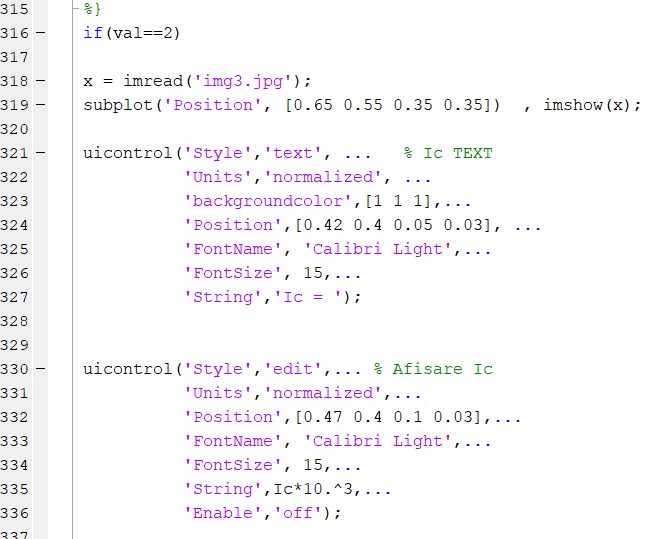 315 %}
316 — if(val==2)
317
318 — x = imread('img3.jpg');
319 — subplot('Position', [0.65 0.55 0.35 0.35])  , imshow(x);
320
321 — uicontrol('Style','text', ...   % Ic TEXT
322 'Units','normalized', ...
323 'backgroundcolor',[1 1 1],...
324 'Position',[0.42 0.4 0.05 0.03], ...
325 'FontName', 'Calibri Light',...
326 'FontSize', 15,...
327 'String','Ic = ');
328
329
330 — uicontrol('Style','edit',... % Afisare Ic
331 'Units','normalized',...
332 'Position',[0.47 0.4 0.1 0.03],...
333 'FontName', 'Calibri Light',...
334 'FontSize', 15,...
335 'String',Ic*10.^3,...
336 'Enable','off');
337